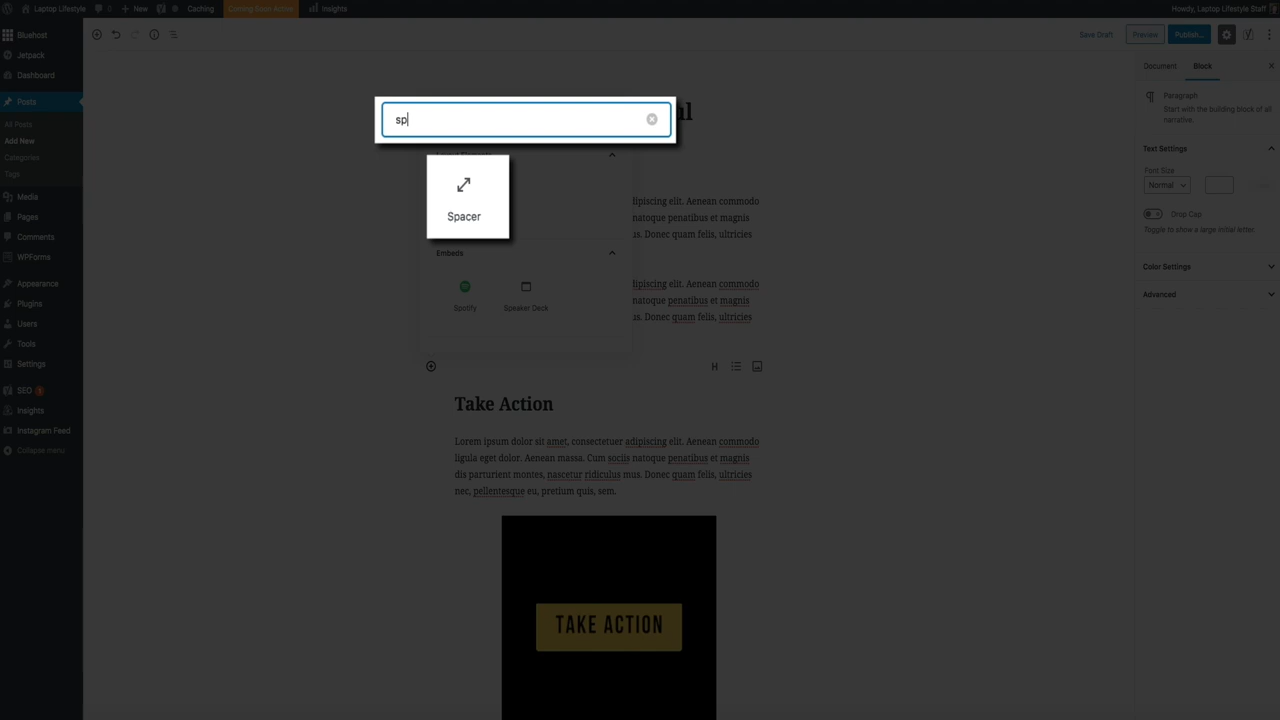 Laptop Lifestyle 0 New Caching Coming Soon Active Insights Howdy, Laptop Lifestyle Staff
Bluehost
Jetpack
Dashboard
Posts
All Posts
Add New
Categories
Tags
Media
Pages
Comments
WPForms
Appearance
Plugins
Users
Tools
Settings
SEO
Insights
Instagram Feed
Collapse menu
Save Draft Preview Publish...
sp
Layout Elements
Spacer
Embeds
Spotify Speaker Deck
ul
dipiscing elit. Aenean commodo
natoque penatibus et magnis
us. Donec quam felis, ultricies
dipiscing elit. Aenean commodo
natoque penatibus et magnis
us. Donec quam felis, ultricies
H
Take Action
Lorem ipsum dolor sit amet, consectetuer adipiscing elit. Aenean commodo
ligula eget dolor. Aenean massa. Cum sociis natoque penatibus et magnis
dis parturient montes, nascetur ridiculus mus. Donec quam felis, ultricies
nec, pellentesque eu, pretium quis, sem.
TAKE ACTION
Document Block
Paragraph
Start with the building block of all
narrative.
Text Settings
Font Size
Normal
Drop Cap
Toggle to show a large initial letter.
Color Settings
Advanced